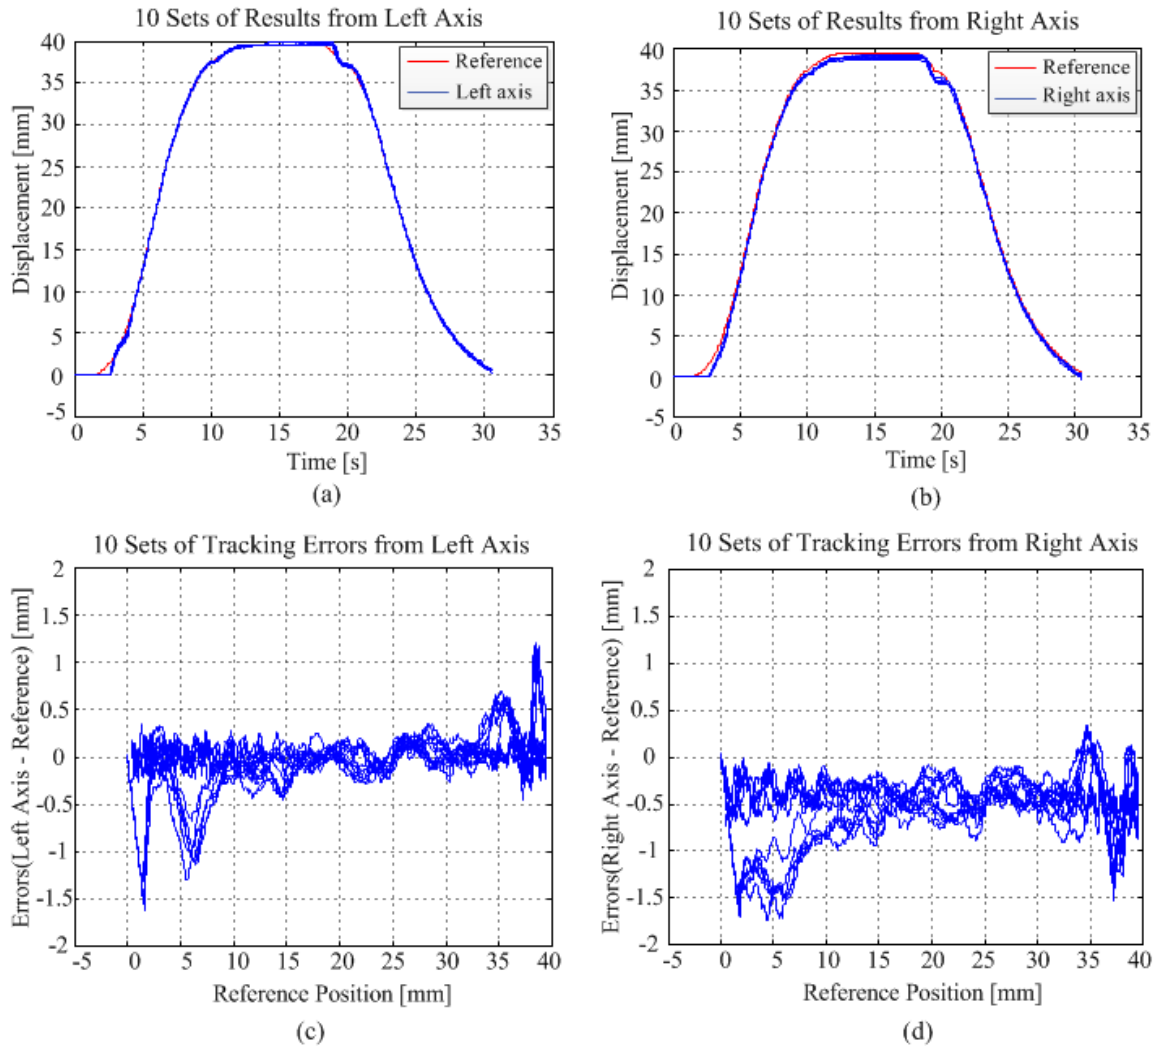 10 Sets of Results from Left Axis
40
35
30
25
20
15
10
5
0
-5
Displacement [mm]
Reference
Left axis
0 5 10 15 20 25 30 35
Time [s]
(a)
10 Sets of Results from Right Axis
40
35
30
40
20
15
10
5
0
-5
Displacement [mm]
Reference
Right axis
0 5 10 15 20 25 30 35
Time [s]
(b)
10 Sets of Tracking Errors from Left Axis
2
1.5
1
0.5
0
-0.5
-1
-1.5
-2
Errors(Left Axis - Reference) [mm]
-5 0 5 10 15 20 25 30 35 40
Reference Position [mm]
(c)
10 Sets of Tracking Errors from Right Axis
2
1.5
1
0.5
0
-0.5
-1
-1.5
-2
Errors(Right Axis - Reference) [mm]
-5 0 5 10 15 20 25 30 35 40
Reference Position [mm]
(d)